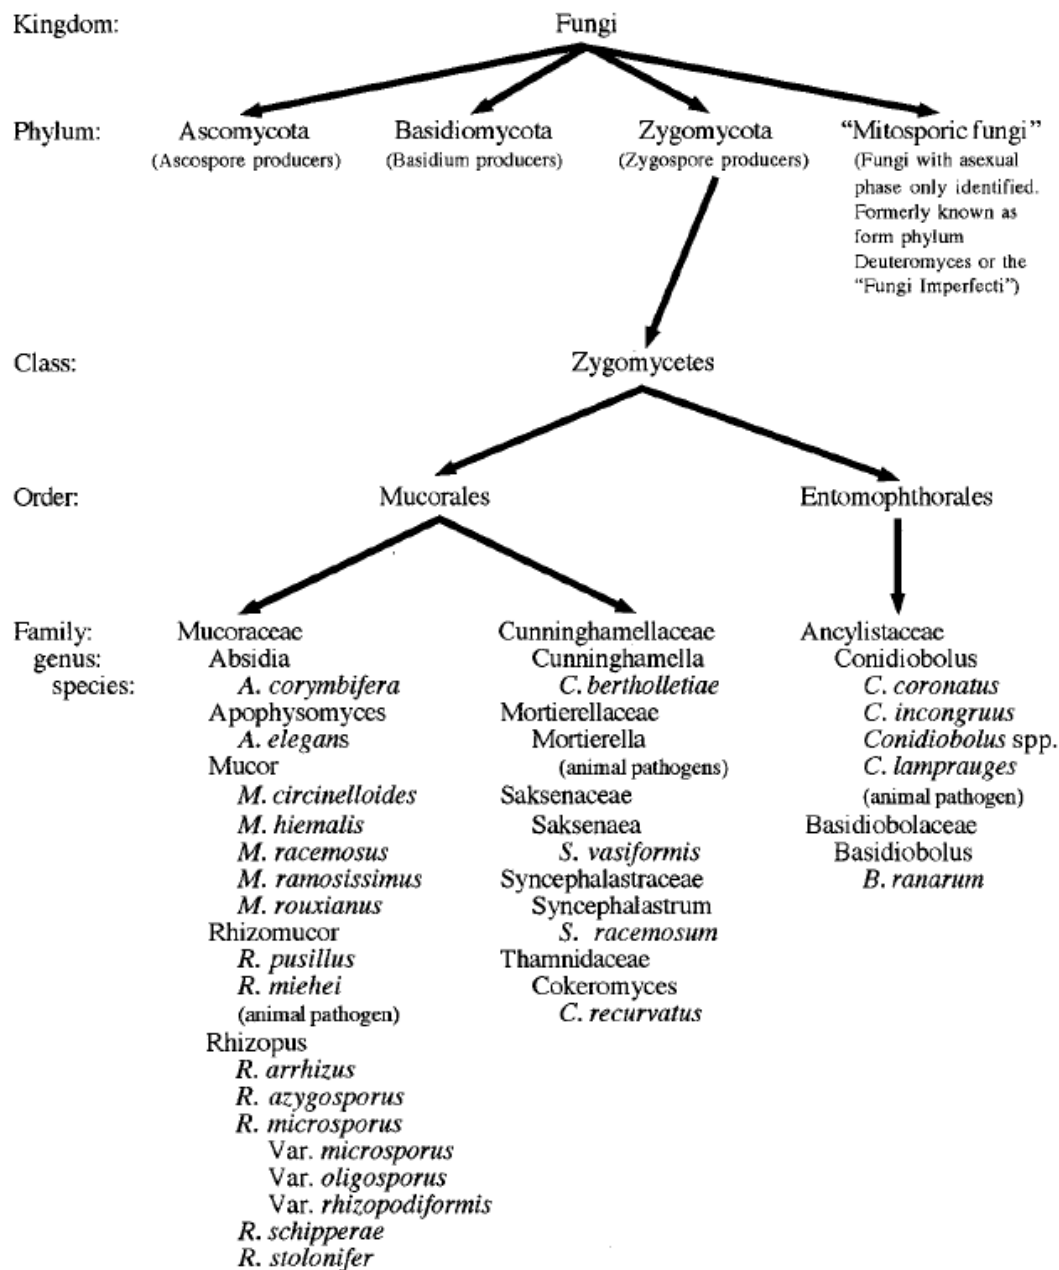 Kingdom: Fungi
Phylum: Ascomycota Basidiomycota Zygomycota “Mitosporic fungi”
(Ascospore producers) (Basidium producers) (Zygospore producers) (Fungi with asexual
phase only identified.
Formerly known as
form phylum
Deuteromyces or the
“Fungi Imperfecti”)
Class: Zygomycetes
Order: Mucorales Entomophthorales
Family: Mucoraceae Cunninghamellaceae Ancylistaceae
genus: Absidia Cunninghamella Conidiobolus
species: A. corymbifera C. bertholletiae C. coronatus
Apophysomyces Mortierellaceae C. incongruus
A. elegans Mortierella Conidiobolus spp.
Mucor (animal pathogens) C. lamprauges
M. circinelloides Saksenaceae (animal pathogen)
M. hiemalis Saksenaea Basidiobolaceae
M. racemosus S. vasiformis Basidiobolus
M. ramosissimus Syncephalastraceae B. ranarum
M. rouxianus Syncephalastrum
Rhizomucor S. racemosum
R. pusillus Thamnidaceae
R. miehei Cokeromyces
(animal pathogen) C. recurvatus
Rhizopus
R. arrhizus
R. azygosporus
R. microsporus
Var. microsporus
Var. oligosporus
Var. rhizopodiformis
R. schipperae
R. stolonifer